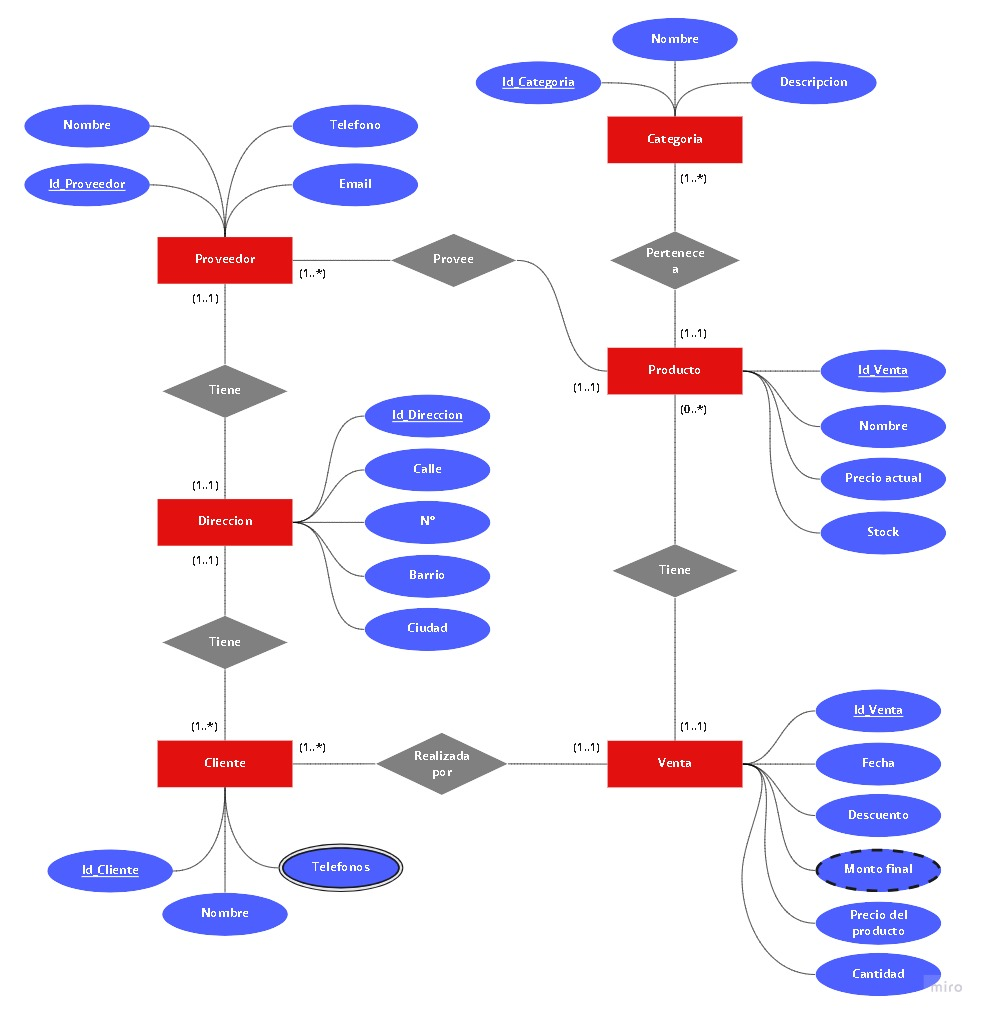 Nombre
Id_Categoria
Descripcion
Categoria
(1..*)
Nombre
Telefono
Id_Proveedor
Email
Proveedor
(1..*)
(1..1)
Provee
Pertenece
a
(1..1)
Producto
(1..1)
(0..*)
Id_Venta
Nombre
Precio actual
Stock
Tiene
(1..1)
Direccion
(1..1)
Id_Direccion
Calle
N°
Barrio
Ciudad
Tiene
Tiene
(1..*)
Cliente
(1..*)
Realizada
por
(1..1)
(1..1)
Venta
Id_Venta
Fecha
Descuento
Monto final
Precio del
producto
Cantidad
Id_Cliente
Nombre
Telefonos
miro